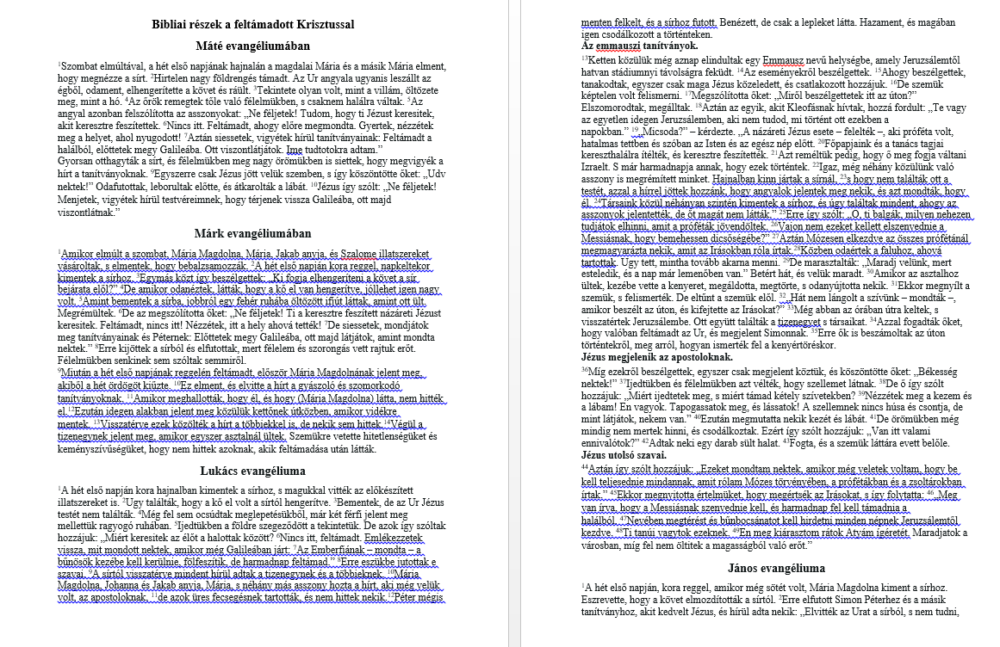 Bibliai részek a feltámadott Krisztussal
Máté evangéliumában
¹Szombat elmúltával, a hét első napjának hajnalán a magdalai Mária és a másik Mária elment,
hogy megnézze a sírt. ²Hirtelen nagy földrengés támadt. Az Ur angyala ugyanis leszállt az
égből, odament, elhengerítette a követ és ráült. ³Tekintete olyan volt, mint a villám, öltözete
meg, mint a hó. ⁴Az őrök remegtek tőle való félelmükben, s csaknem halálra váltak. ⁵Az
angyal azonban felszólította az asszonyokat: „Ne féljetek! Tudom, hogy ti Jézust keresitek,
akit keresztre feszítettek. ⁶Nincs itt. Feltámadt, ahogy előre megmondta. Gyertek, nézzétek
meg a helyet, ahol nyugodott! ⁷Aztán siessetek, vigyétek hírül tanítványainak: Feltámadt a
halálból, előttetek megy Galileába. Ott viszontlátjátok. Íme tudtotokra adtam.”
Gyorsan otthagyták a sírt, és félelmükben meg nagy örömükben is siettek, hogy megvigyék a
hírt a tanítványoknak. ⁹Egyszerre csak Jézus jött velük szemben, s így köszöntötte őket: „Udv
nektek!” Odafutottak, leborultak előtte, és átkarolták a lábát. ¹⁰Jézus így szólt: „Ne féljetek!
Menjetek, vigyétek hírül testvéreimnek, hogy térjenek vissza Galileába, ott majd
viszontlátnak.”
Márk evangéliumában
¹Amikor elmúlt a szombat, Mária Magdolna, Mária, Jakab anyja, és Szalome illatszereket
vásároltak, s elmentek, hogy bebalzsamozzák. ²A hét első napján kora reggel, napkeltekor
kimentek a sírhoz. ³Egymás közt így beszélgettek: „Ki fogja elhengeríteni a követ a sír
bejárata elől?” ⁴De amikor odanéztek, látták, hogy a kő el van hengerítve, jóllehet igen nagy
volt. ⁵Amint bementek a sírba, jobbról egy fehér ruhába öltözött ifjút láttak, amint ott ült.
Megrémültek. ⁶De az megszólította őket: „Ne féljetek! Ti a keresztre feszített názáreti Jézust
keresitek. Feltámadt, nincs itt! Nézzétek, itt a hely ahová tették! ⁷De siessetek, mondjátok
meg tanítványainak és Péternek: Előttetek megy Galileába, ott majd látjátok, amint mondta
nektek.” ⁸Erre kijöttek a sírból és elfutottak, mert félelem és szorongás vett rajtuk erőt.
Félelmükben senkinek sem szóltak semmiről.
⁹Miután a hét első napjának reggelén feltámadt, először Mária Magdolnának jelent meg,
akiből a hét ördögöt kiűzte. ¹⁰Ez elment, és elvitte a hírt a gyászoló és szomorkodó
tanítványoknak. ¹¹Amikor meghallották, hogy él, és hogy (Mária Magdolna) látta, nem hitték
el.¹²Ezután idegen alakban jelent meg közülük kettőnek útközben, amikor vidékre
mentek. ¹³Visszatérve ezek közölték a hírt a többiekkel is, de nekik sem hittek.¹⁴Végül a
tizenegynek jelent meg, amikor egyszer asztalnál ültek. Szemükre vetette hitetlenségüket és
keményszívűségüket, hogy nem hittek azoknak, akik feltámadása után látták.
Lukács evangéliuma
¹A hét első napján kora hajnalban kimentek a sírhoz, s magukkal vitték az előkészített
illatszereket is. ²Úgy találták, hogy a kő el volt a sírtól hengerítve. ³Bementek, de az Ur Jézus
testét nem találták. ⁴Még fel sem ocsúdtak meglepetésükből, már két férfi jelent meg
mellettük ragyogó ruhában. ⁵Ijedtükben a földre szegeződött a tekintetük. De azok így szóltak
hozzájuk: „Miért keresitek az élőt a halottak között? ⁶Nincs itt, feltámadt. Emlékezzetek
vissza, mit mondott nektek, amikor még Galileában járt: ⁷Az Emberfiának – mondta – a
bűnösök kezébe kell kerülnie, fölfeszítik, de harmadnap feltámad.” ⁸Erre eszükbe jutottak e
szavai. ⁹A sírtól visszatérve mindent hírül adtak a tizenegynek és a többieknek. ¹⁰Mária
Magdolna, Johanna és Jakab anyja, Mária, s néhány más asszony hozta a hírt, aki még velük
volt, az apostoloknak, ¹¹de azok üres fecsegésnek tartották, és nem hittek nekik.¹²Péter mégis
menten felkelt, és a sírhoz futott. Benézett, de csak a lepleket látta. Hazament, és magában
igen csodálkozott a történteken.
Az emmauszi tanítványok.
¹³Ketten közülük még aznap elindultak egy Emmausz nevű helységbe, amely Jeruzsálemtől
hatvan stádiumnyi távolságra feküdt. ¹⁴Az eseményekről beszélgettek. ¹⁵Ahogy beszélgettek,
tanakodtak, egyszer csak maga Jézus közeledett, és csatlakozott hozzájuk. ¹⁶De szemük
képtelen volt felismerni. ¹⁷Megszólította őket: „Miről beszélgettetek itt az úton?”
Elszomorodtak, megálltak. ¹⁸Aztán az egyik, akit Kleofásnak hívtak, hozzá fordult: „Te vagy
az egyetlen idegen Jeruzsálemben, aki nem tudod, mi történt ott ezekben a
napokban.” ¹⁹„Micsoda?” – kérdezte. „A názáreti Jézus esete – felelték –, aki próféta volt,
hatalmas tettben és szóban az Isten és az egész nép előtt. ²⁰Főpapjaink és a tanács tagjai
kereszthalálra ítélték, és keresztre feszítették. ²¹Azt reméltük pedig, hogy ő meg fogja váltani
Izraelt. S már harmadnapja annak, hogy ezek történtek. ²²Igaz, még néhány közülünk való
asszony is megrémített minket. Hajnalban kinn jártak a sírnál, ²³s hogy nem találták ott a
testét, azzal a hírrel jöttek hozzánk, hogy angyalok jelentek meg nekik, és azt mondták, hogy
él. ²⁴Társaink közül néhányan szintén kimentek a sírhoz, és úgy találtak mindent, ahogy az
asszonyok jelentették, de őt magát nem látták.” ²⁵Erre így szólt: „O, ti balgák, milyen nehezen
tudjátok elhinni, amit a próféták jövendöltek. ²⁶Vajon nem ezeket kellett elszenvednie a
Messiásnak, hogy bemehessen dicsőségébe?” ²⁷Aztán Mózesen elkezdve az összes prófétánál
megmagyarázta nekik, amit az Irásokban róla írtak.²⁸Közben odaértek a faluhoz, ahová
tartottak. Úgy tett, mintha tovább akarna menni. ²⁹De marasztalták: „Maradj velünk, mert
esteledik, és a nap már lemenőben van.” Betért hát, és velük maradt. ³⁰Amikor az asztalhoz
ültek, kezébe vette a kenyeret, megáldotta, megtörte, s odanyújtotta nekik. ³¹Ekkor megnyílt a
szemük, s felismerték. De eltűnt a szemük elől. ³²„Hát nem lángolt a szívünk – mondták –,
amikor beszélt az úton, és kifejtette az Irásokat?” ³³Még abban az órában útra keltek, s
visszatértek Jeruzsálembe. Ott együtt találták a tizenegyet s társaikat. ³⁴Azzal fogadták őket,
hogy valóban feltámadt az Ur, és megjelent Simonnak. ³⁵Erre ők is beszámoltak az úton
történtekről, meg arról, hogyan ismerték fel a kenyértöréskor.
Jézus megjelenik az apostoloknak.
³⁶Míg ezekről beszélgettek, egyszer csak megjelent köztük, és köszöntötte őket: „Békesség
nektek!” ³⁷Ijedtükben és félelmükben azt vélték, hogy szellemet látnak. ³⁸De ő így szólt
hozzájuk: „Miért ijedtetek meg, s miért támad kétely szívetekben? ³⁹Nézzétek meg a kezem és
a lábam! Én vagyok. Tapogassatok meg, és lássatok! A szellemnek nincs húsa és csontja, de
mint látjátok, nekem van.” ⁴⁰Ezután megmutatta nekik kezét és lábát. ⁴¹De örömükben még
mindig nem mertek hinni, és csodálkoztak. Ezért így szólt hozzájuk: „Van itt valami
ennivalótok?” ⁴²Adtak neki egy darab sült halat. ⁴³Fogta, és a szemük láttára evett belőle.
Jézus utolsó szavai.
⁴⁴Aztán így szólt hozzájuk: „Ezeket mondtam nektek, amikor még veletek voltam, hogy be
kell teljesednie mindannak, amit rólam Mózes törvényében, a prófétákban és a zsoltárokban
írtak.” ⁴⁵Ekkor megnyitotta értelmüket, hogy megértsék az Irásokat, s így folytatta: ⁴⁶„Meg
van írva, hogy a Messiásnak szenvednie kell, és harmadnap fel kell támadnia a
halálból. ⁴⁷Nevében megtérést és bűnbocsánatot kell hirdetni minden népnek Jeruzsálemtől
kezdve. ⁴⁸Ti tanúi vagytok ezeknek. ⁴⁹Én meg kiárasztom rátok Atyám ígéretét. Maradjatok a
városban, míg fel nem öltitek a magasságból való erőt.”
János evangéliuma
¹A hét első napján, kora reggel, amikor még sötét volt, Mária Magdolna kiment a sírhoz.
Észrevette, hogy a követ elmozdították a sírtól. ²Erre elfutott Simon Péterhez és a másik
tanítványhoz, akit kedvelt Jézus, és hírül adta nekik: „Elvitték az Urat a sírból, s nem tudni,